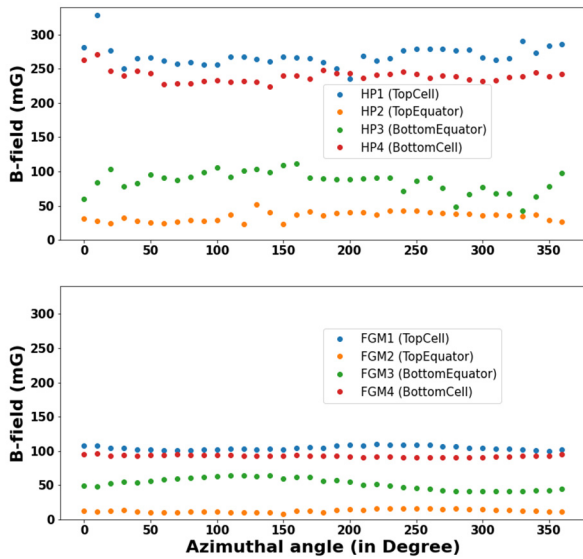 B-field (mG)
300
250
200
150
100
50
0
HP1 (TopCell)
HP2 (TopEquator)
HP3 (BottomEquator)
HP4 (BottomCell)
0 50 100 150 200 250 300 350
B-field (mG)
300
250
200
150
100
50
0
FGM1 (TopCell)
FGM2 (TopEquator)
FGM3 (BottomEquator)
FGM4 (BottomCell)
0 50 100 150 200 250 300 350
Azimuthal angle (in Degree)